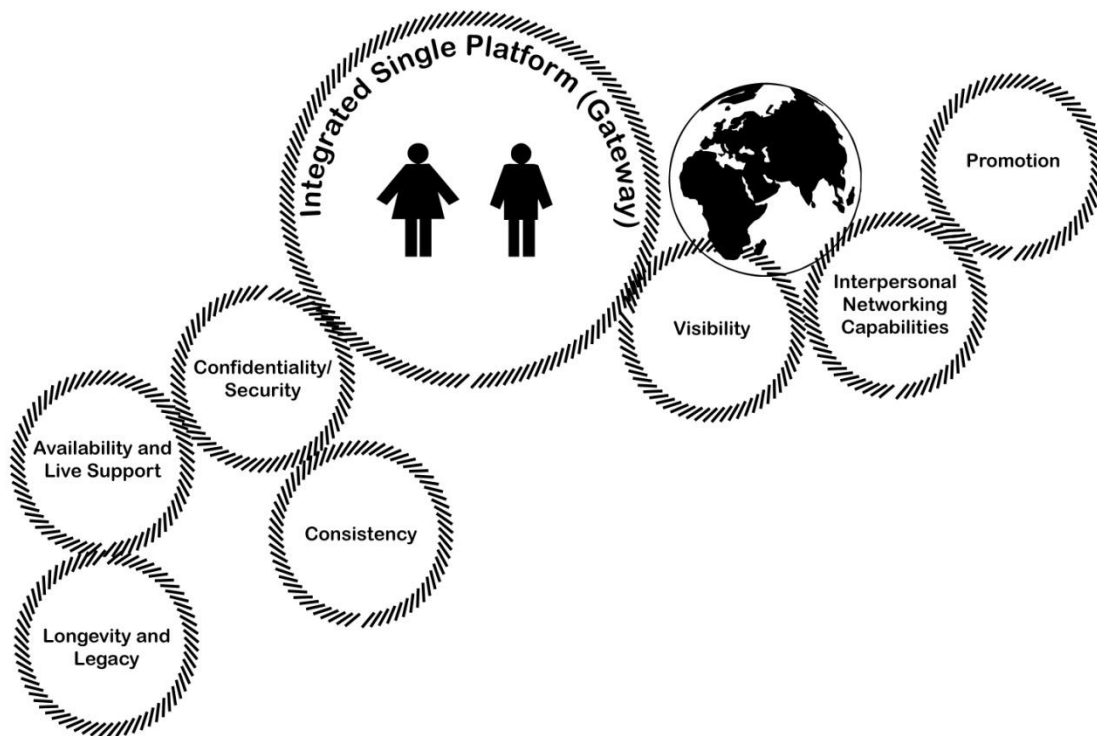 Integrated Single Platform (Gateway)
Promotion
Interpersonal
Networking
Capabilities
Visibility
Confidentiality/
Security
Availability and
Live Support
Consistency
Longevity and
Legacy